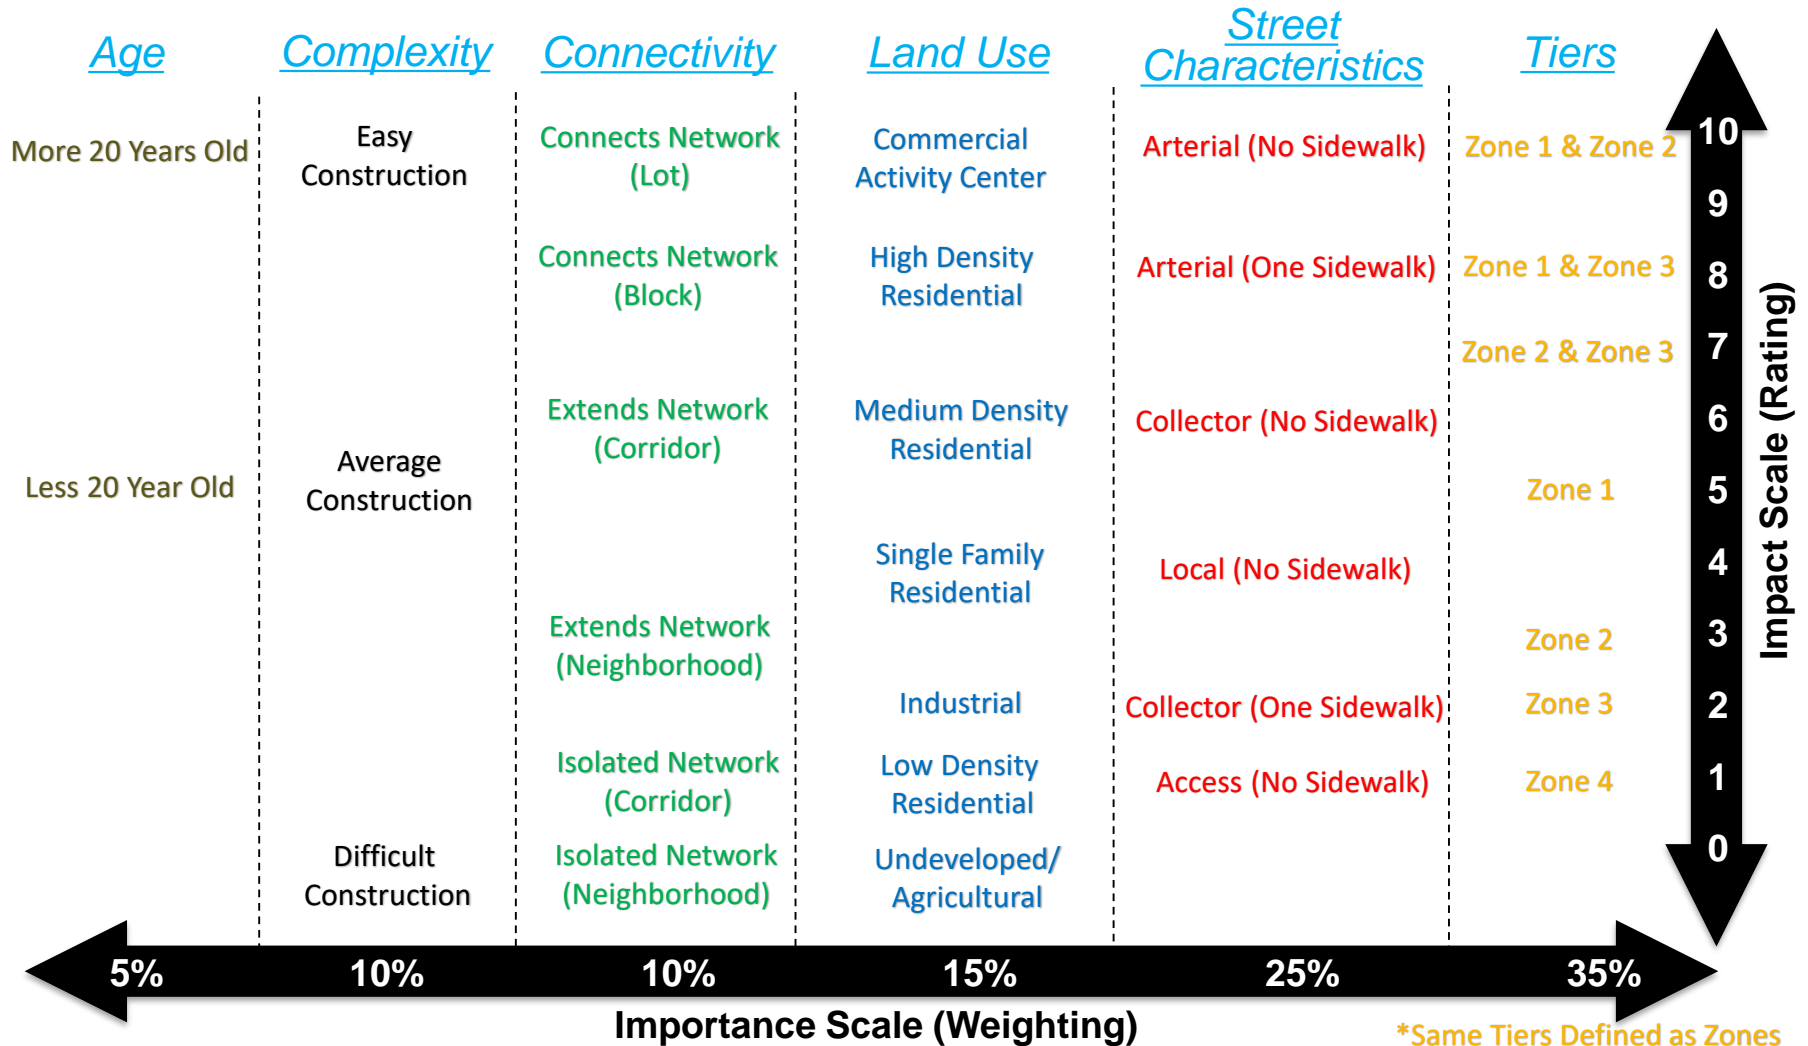 Age
Complexity
Connectivity
Land Use
Street
Characteristics
Tiers
More 20 Years Old
Less 20 Year Old
Easy
Construction
Average
Construction
Difficult
Construction
Connects Network
(Lot)
Connects Network
(Block)
Extends Network
(Corridor)
Extends Network
(Neighborhood)
Isolated Network
(Corridor)
Isolated Network
(Neighborhood)
Commercial
Activity Center
High Density
Residential
Medium Density
Residential
Single Family
Residential
Industrial
Low Density
Residential
Undeveloped/
Agricultural
Arterial (No Sidewalk)
Arterial (One Sidewalk)
Collector (No Sidewalk)
Local (No Sidewalk)
Collector (One Sidewalk)
Access (No Sidewalk)
Zone 1 & Zone 2
Zone 1 & Zone 3
Zone 2 & Zone 3
Zone 1
Zone 2
Zone 3
Zone 4
10
9
8
7
6
5
4
3
2
1
0
Impact Scale (Rating)
5%
10%
10%
15%
25%
35%
Importance Scale (Weighting)
*Same Tiers Defined as Zones